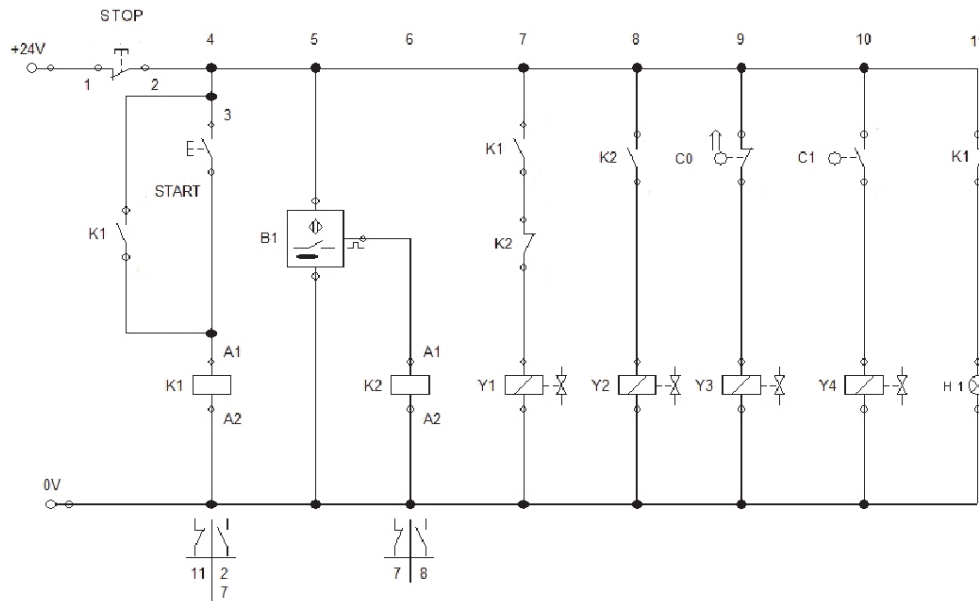 STOP
+24V
4 5 6 7 8 9 10
1 2
3
K1 K2 C0 C1 K1
START
K1 B1 K2
A1 A1
K1 K2 Y1 Y2 Y3 Y4 H 1
A2 A2
0V
11 2 7 8
7